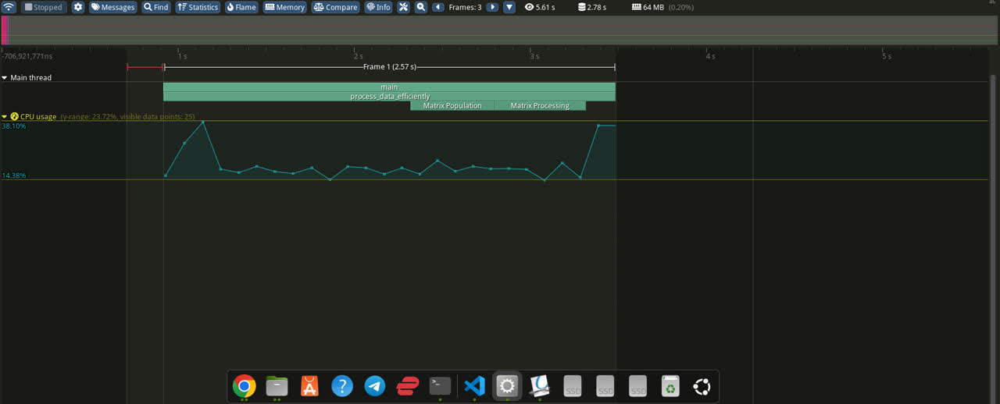 Stopped Messages Find Statistics Flame Memory Compare Info Frames: 3 5.61 s 2.78 s 64 MB (0.20%)
-706,921,771ns 1 s 2 s 3 s 4 s 5 s
Frame 1 (2.57 s)
Main thread
main
process_data_efficiently
Matrix Population Matrix Processing
CPU usage (y-range: 23.72%, visible data points: 25)
38.10%
14.38%
SSD SSD SSD